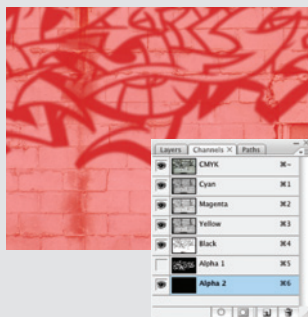 Layers Channels × Paths
CMYK ⌘~
Cyan ⌘1
Magenta ⌘2
Yellow ⌘3
Black ⌘4
Alpha 1 ⌘5
Alpha 2 ⌘6